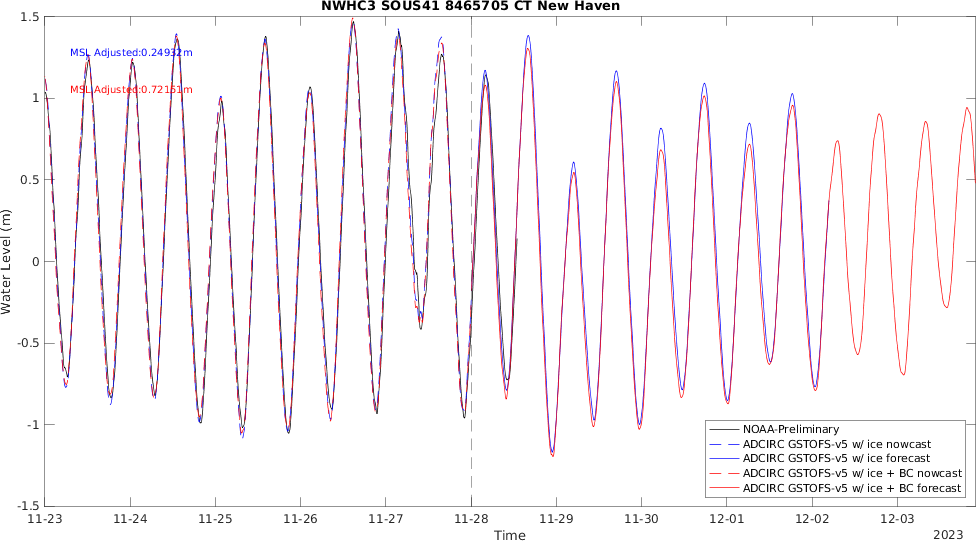 NWHC3 SOUS41 8465705 CT New Haven
1.5
MSL Adjusted:0.24932m
MSL Adjusted:0.72151m
1
0.5
Water Level (m)
0
-0.5
-1
-1.5
NOAA-Preliminary
ADCIRC GSTOFS-v5 w/ ice nowcast
ADCIRC GSTOFS-v5 w/ ice forecast
ADCIRC GSTOFS-v5 w/ ice + BC nowcast
ADCIRC GSTOFS-v5 w/ ice + BC forecast
11-23 11-24 11-25 11-26 11-27 11-28 11-29 11-30 12-01 12-02 12-03
Time
2023